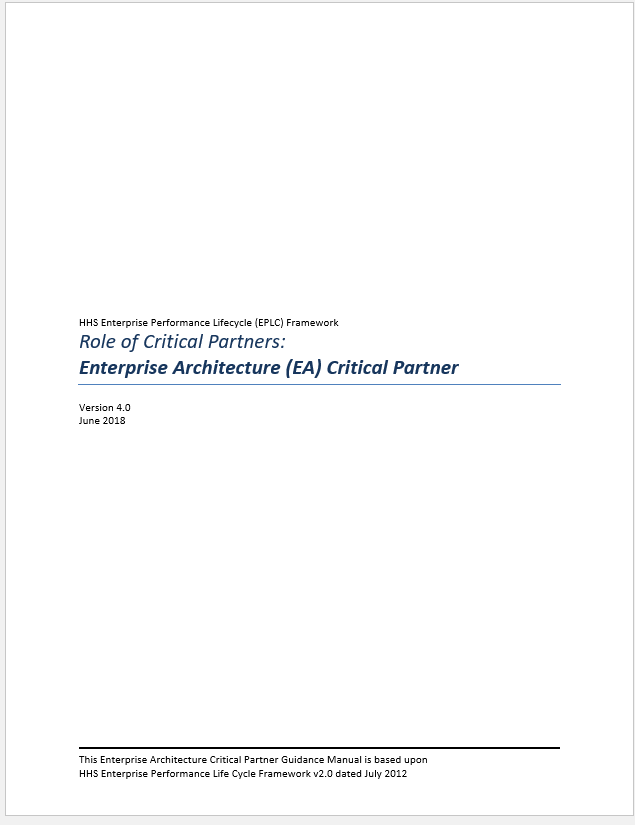 HHS Enterprise Performance Lifecycle (EPLC) Framework
Role of Critical Partners:
Enterprise Architecture (EA) Critical Partner
Version 4.0
June 2018
This Enterprise Architecture Critical Partner Guidance Manual is based upon
HHS Enterprise Performance Life Cycle Framework v2.0 dated July 2012